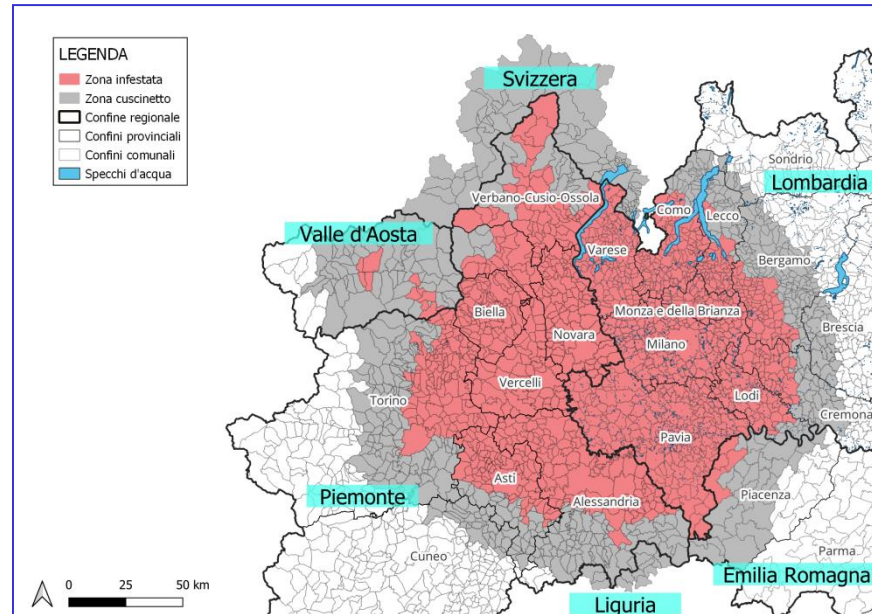 LEGENDA
Zona infestata
Zona cuscinetto
Confine regionale
Confini provinciali
Confini comunali
Specchi d'acqua
Svizzera
Sondrio
Lombardia
Verbano-Cusio-Ossola
Como
Lecco
Valle d'Aosta
Varese
Bergamo
Biella
Monza e della Brianza
Novara
Milano
Brescia
Vercelli
Torino
Lodi
Cremona
Pavia
Asti
Piemonte
Alessandria
Piacenza
Cuneo
Parma
Emilia Romagna
0 25 50 km
Liguria